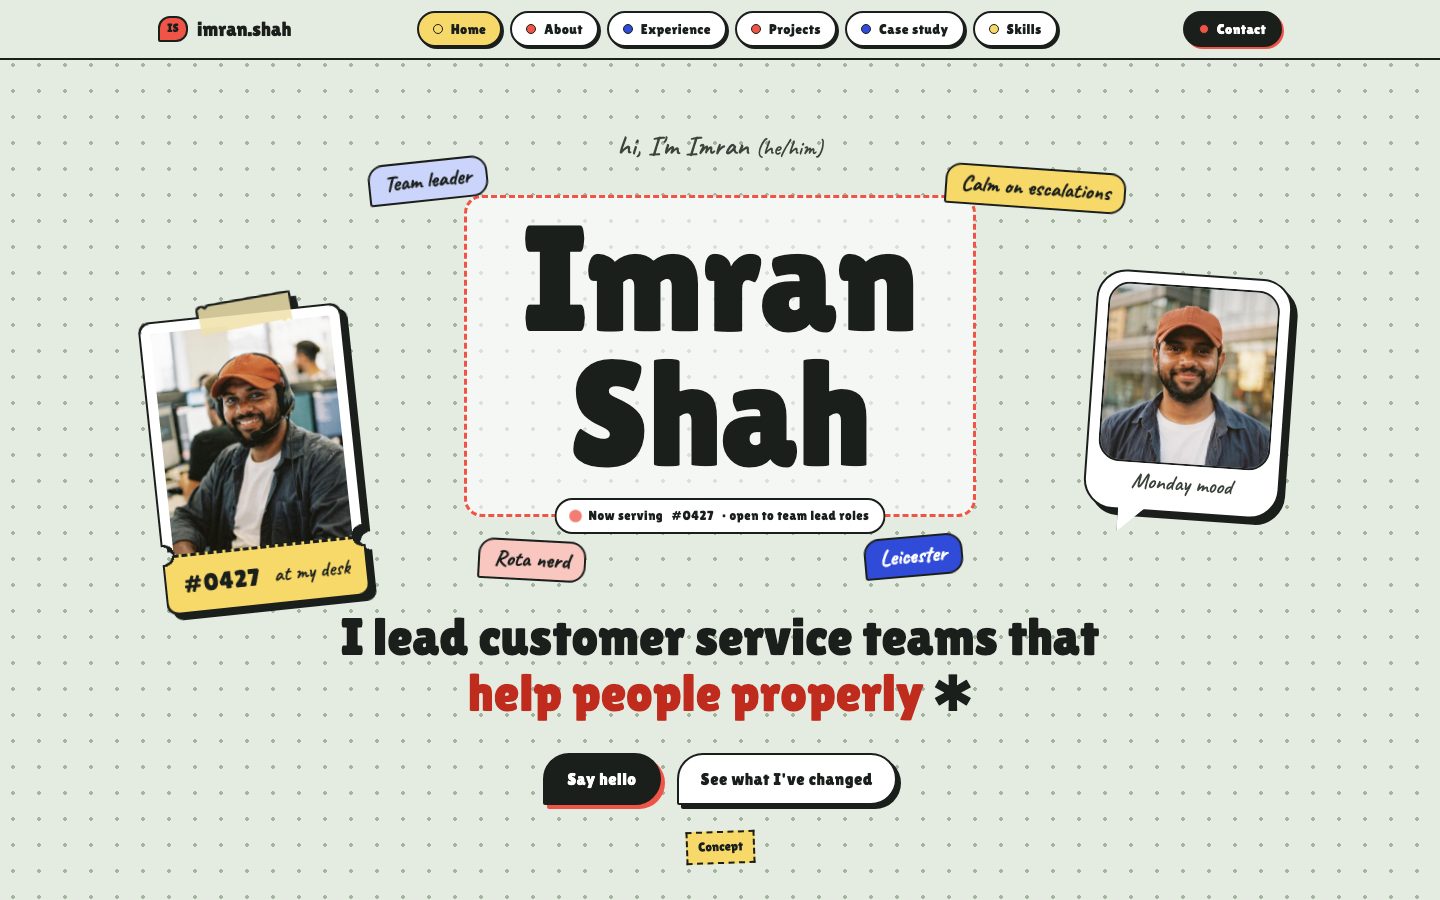 IS imran.shah
Home
About
Experience
Projects
Case study
Skills
Contact
hi, I'm Imran (he/him)
Team leader
Calm on escalations
Imran
Shah
Monday mood
Now serving #0427 · open to team lead roles
#0427 at my desk
Rota nerd
Leicester
I lead customer service teams that
help people properly *
Say hello
See what I've changed
Concept